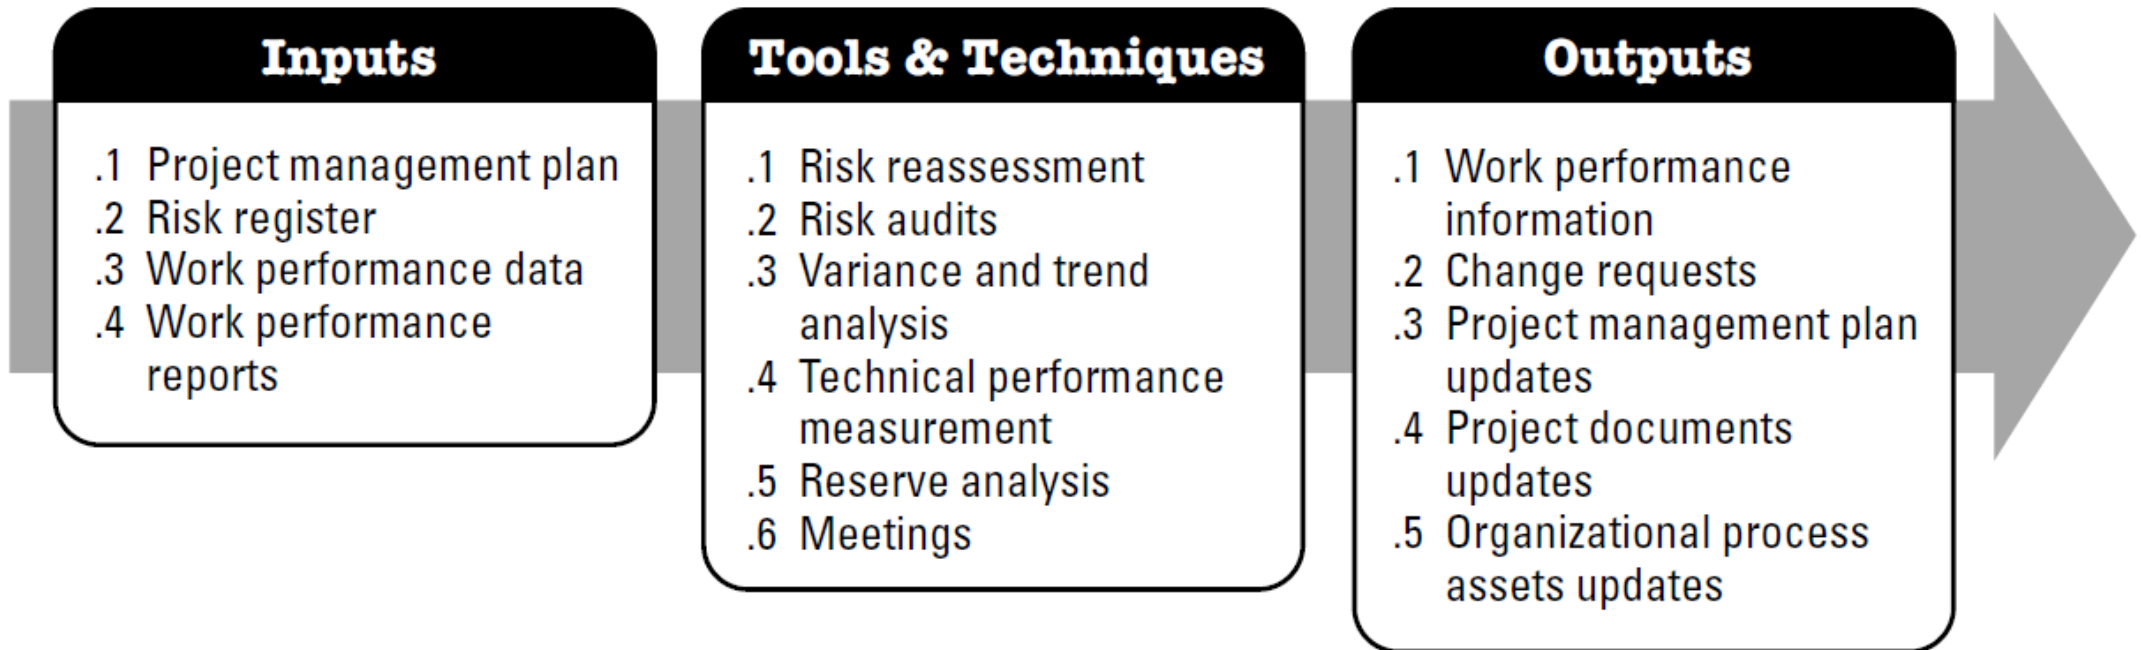 Inputs
.1 Project management plan
.2 Risk register
.3 Work performance data
.4 Work performance
reports
Tools & Techniques
.1 Risk reassessment
.2 Risk audits
.3 Variance and trend
analysis
.4 Technical performance
measurement
.5 Reserve analysis
.6 Meetings
Outputs
.1 Work performance
information
.2 Change requests
.3 Project management plan
updates
.4 Project documents
updates
.5 Organizational process
assets updates